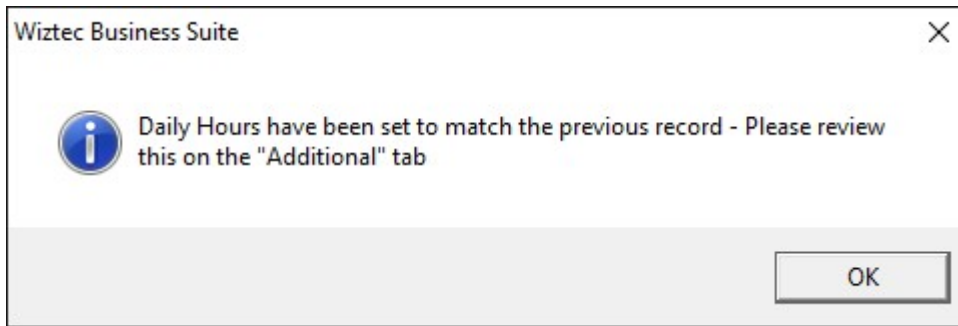 Wiztec Business Suite
Daily Hours have been set to match the previous record - Please review
this on the "Additional" tab
OK